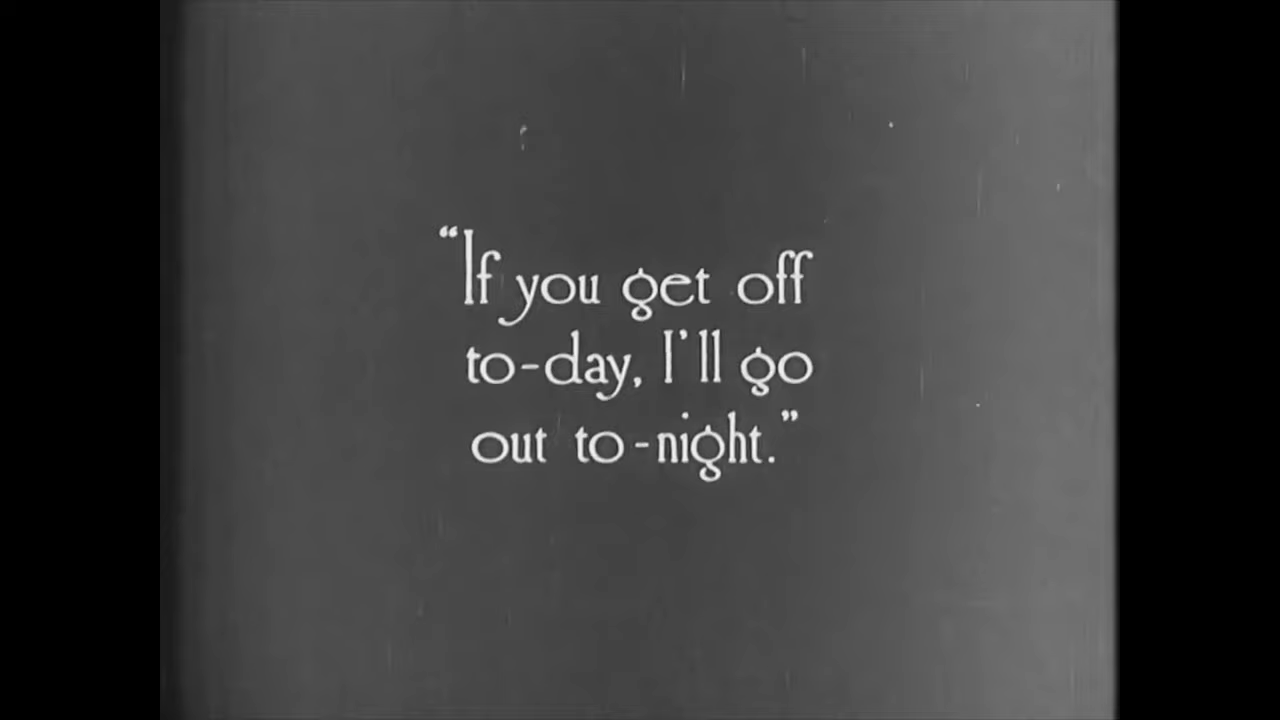 “If you get off
to-day, I'll go
out to-night.”